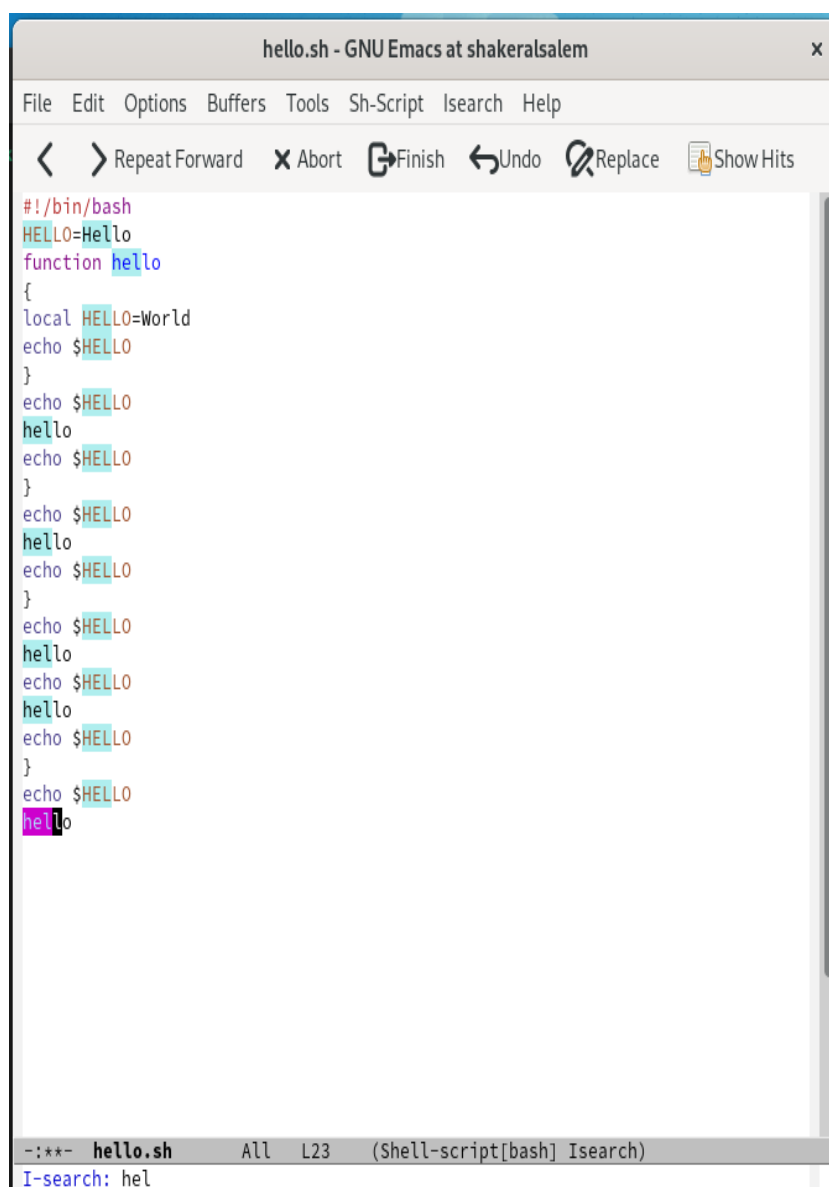 hello.sh - GNU Emacs at shakeralsalem ×
File Edit Options Buffers Tools Sh-Script Isearch Help
Repeat Forward Abort Finish Undo Replace Show Hits
#!/bin/bash
HELLO=Hello
function hello
{
local HELLO=World
echo $HELLO
}
echo $HELLO
hello
echo $HELLO
}
echo $HELLO
hello
echo $HELLO
}
echo $HELLO
hello
echo $HELLO
hello
echo $HELLO
}
echo $HELLO
hello
-:**- hello.sh All L23 (Shell-script[bash] Isearch)
I-search: hel